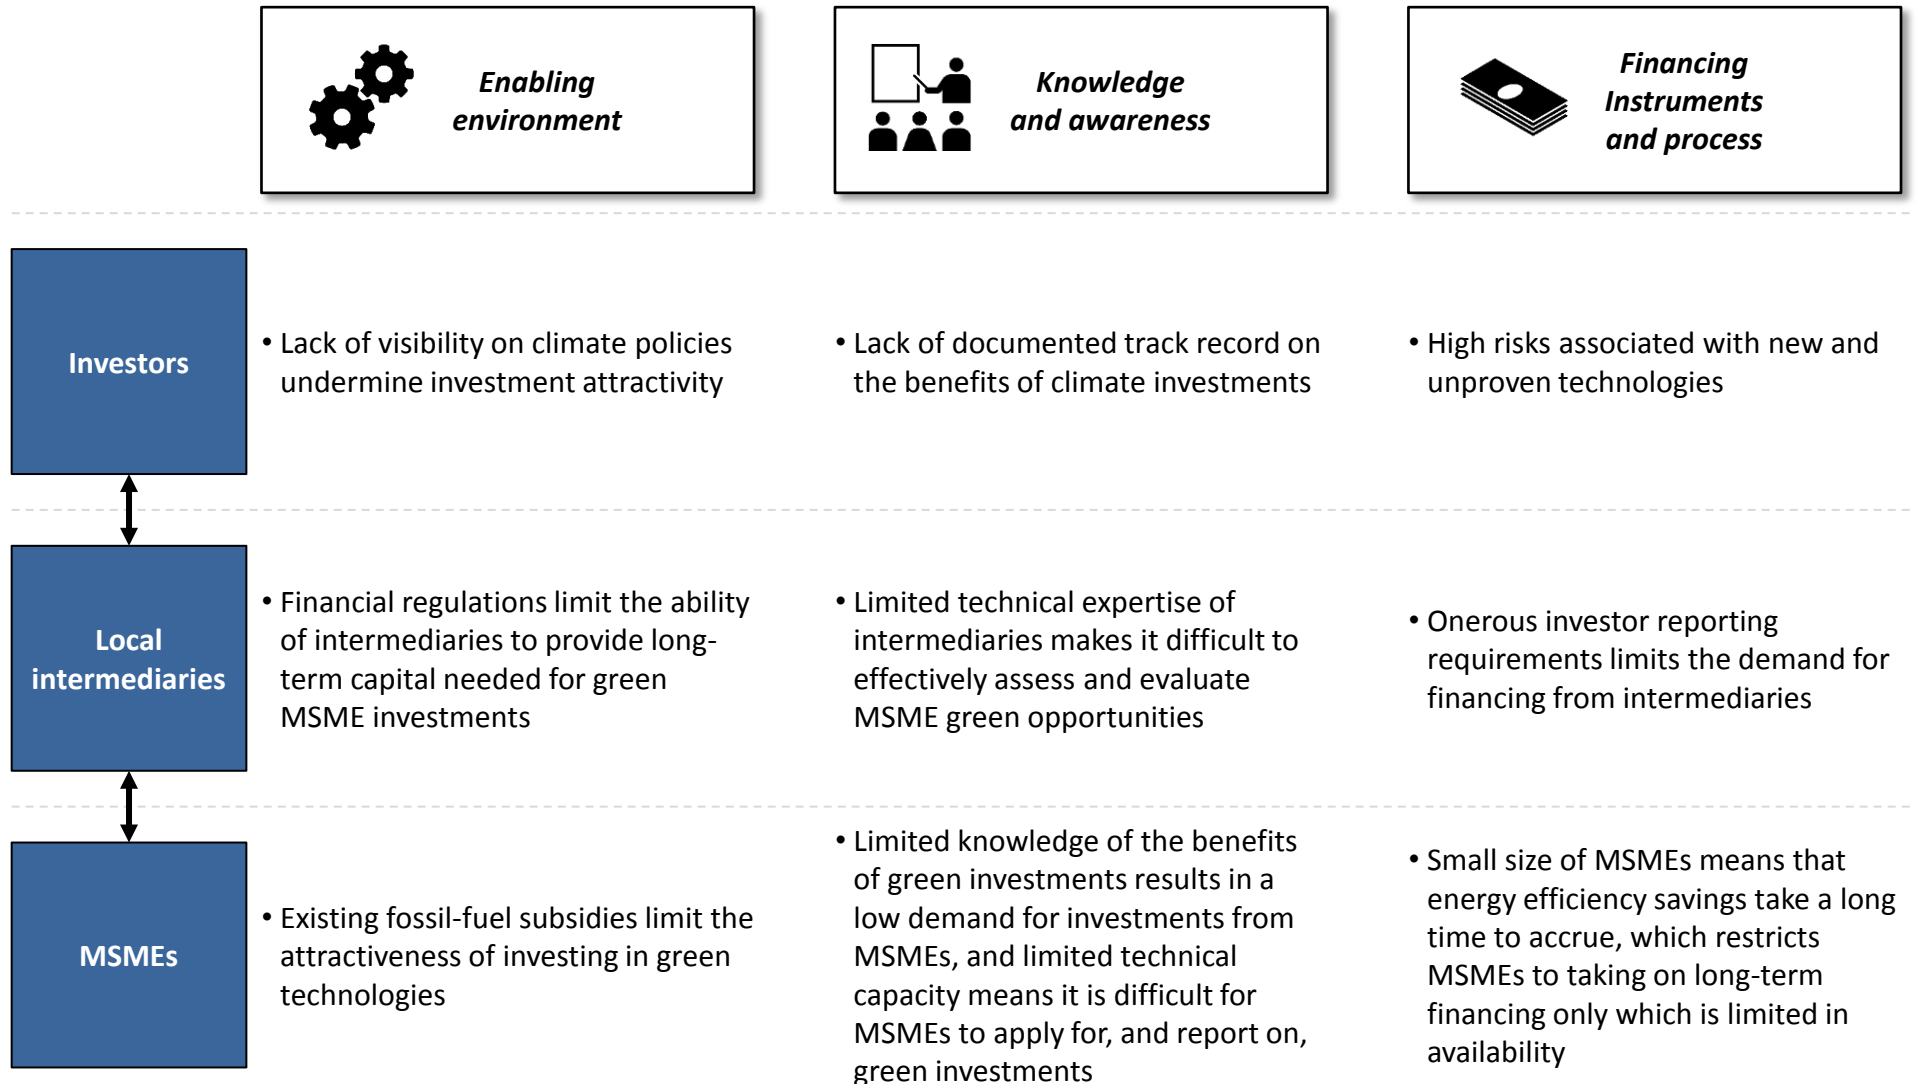 Enabling
environment
Knowledge
and awareness
Financing
Instruments
and process
Investors
• Lack of visibility on climate policies
undermine investment attractivity
• Lack of documented track record on
the benefits of climate investments
• High risks associated with new and
unproven technologies
Local
intermediaries
• Financial regulations limit the ability
of intermediaries to provide long-
term capital needed for green
MSME investments
• Limited technical expertise of
intermediaries makes it difficult to
effectively assess and evaluate
MSME green opportunities
• Onerous investor reporting
requirements limits the demand for
financing from intermediaries
MSMEs
• Existing fossil-fuel subsidies limit the
attractiveness of investing in green
technologies
• Limited knowledge of the benefits
of green investments results in a
low demand for investments from
MSMEs, and limited technical
capacity means it is difficult for
MSMEs to apply for, and report on,
green investments
• Small size of MSMEs means that
energy efficiency savings take a long
time to accrue, which restricts
MSMEs to taking on long-term
financing only which is limited in
availability